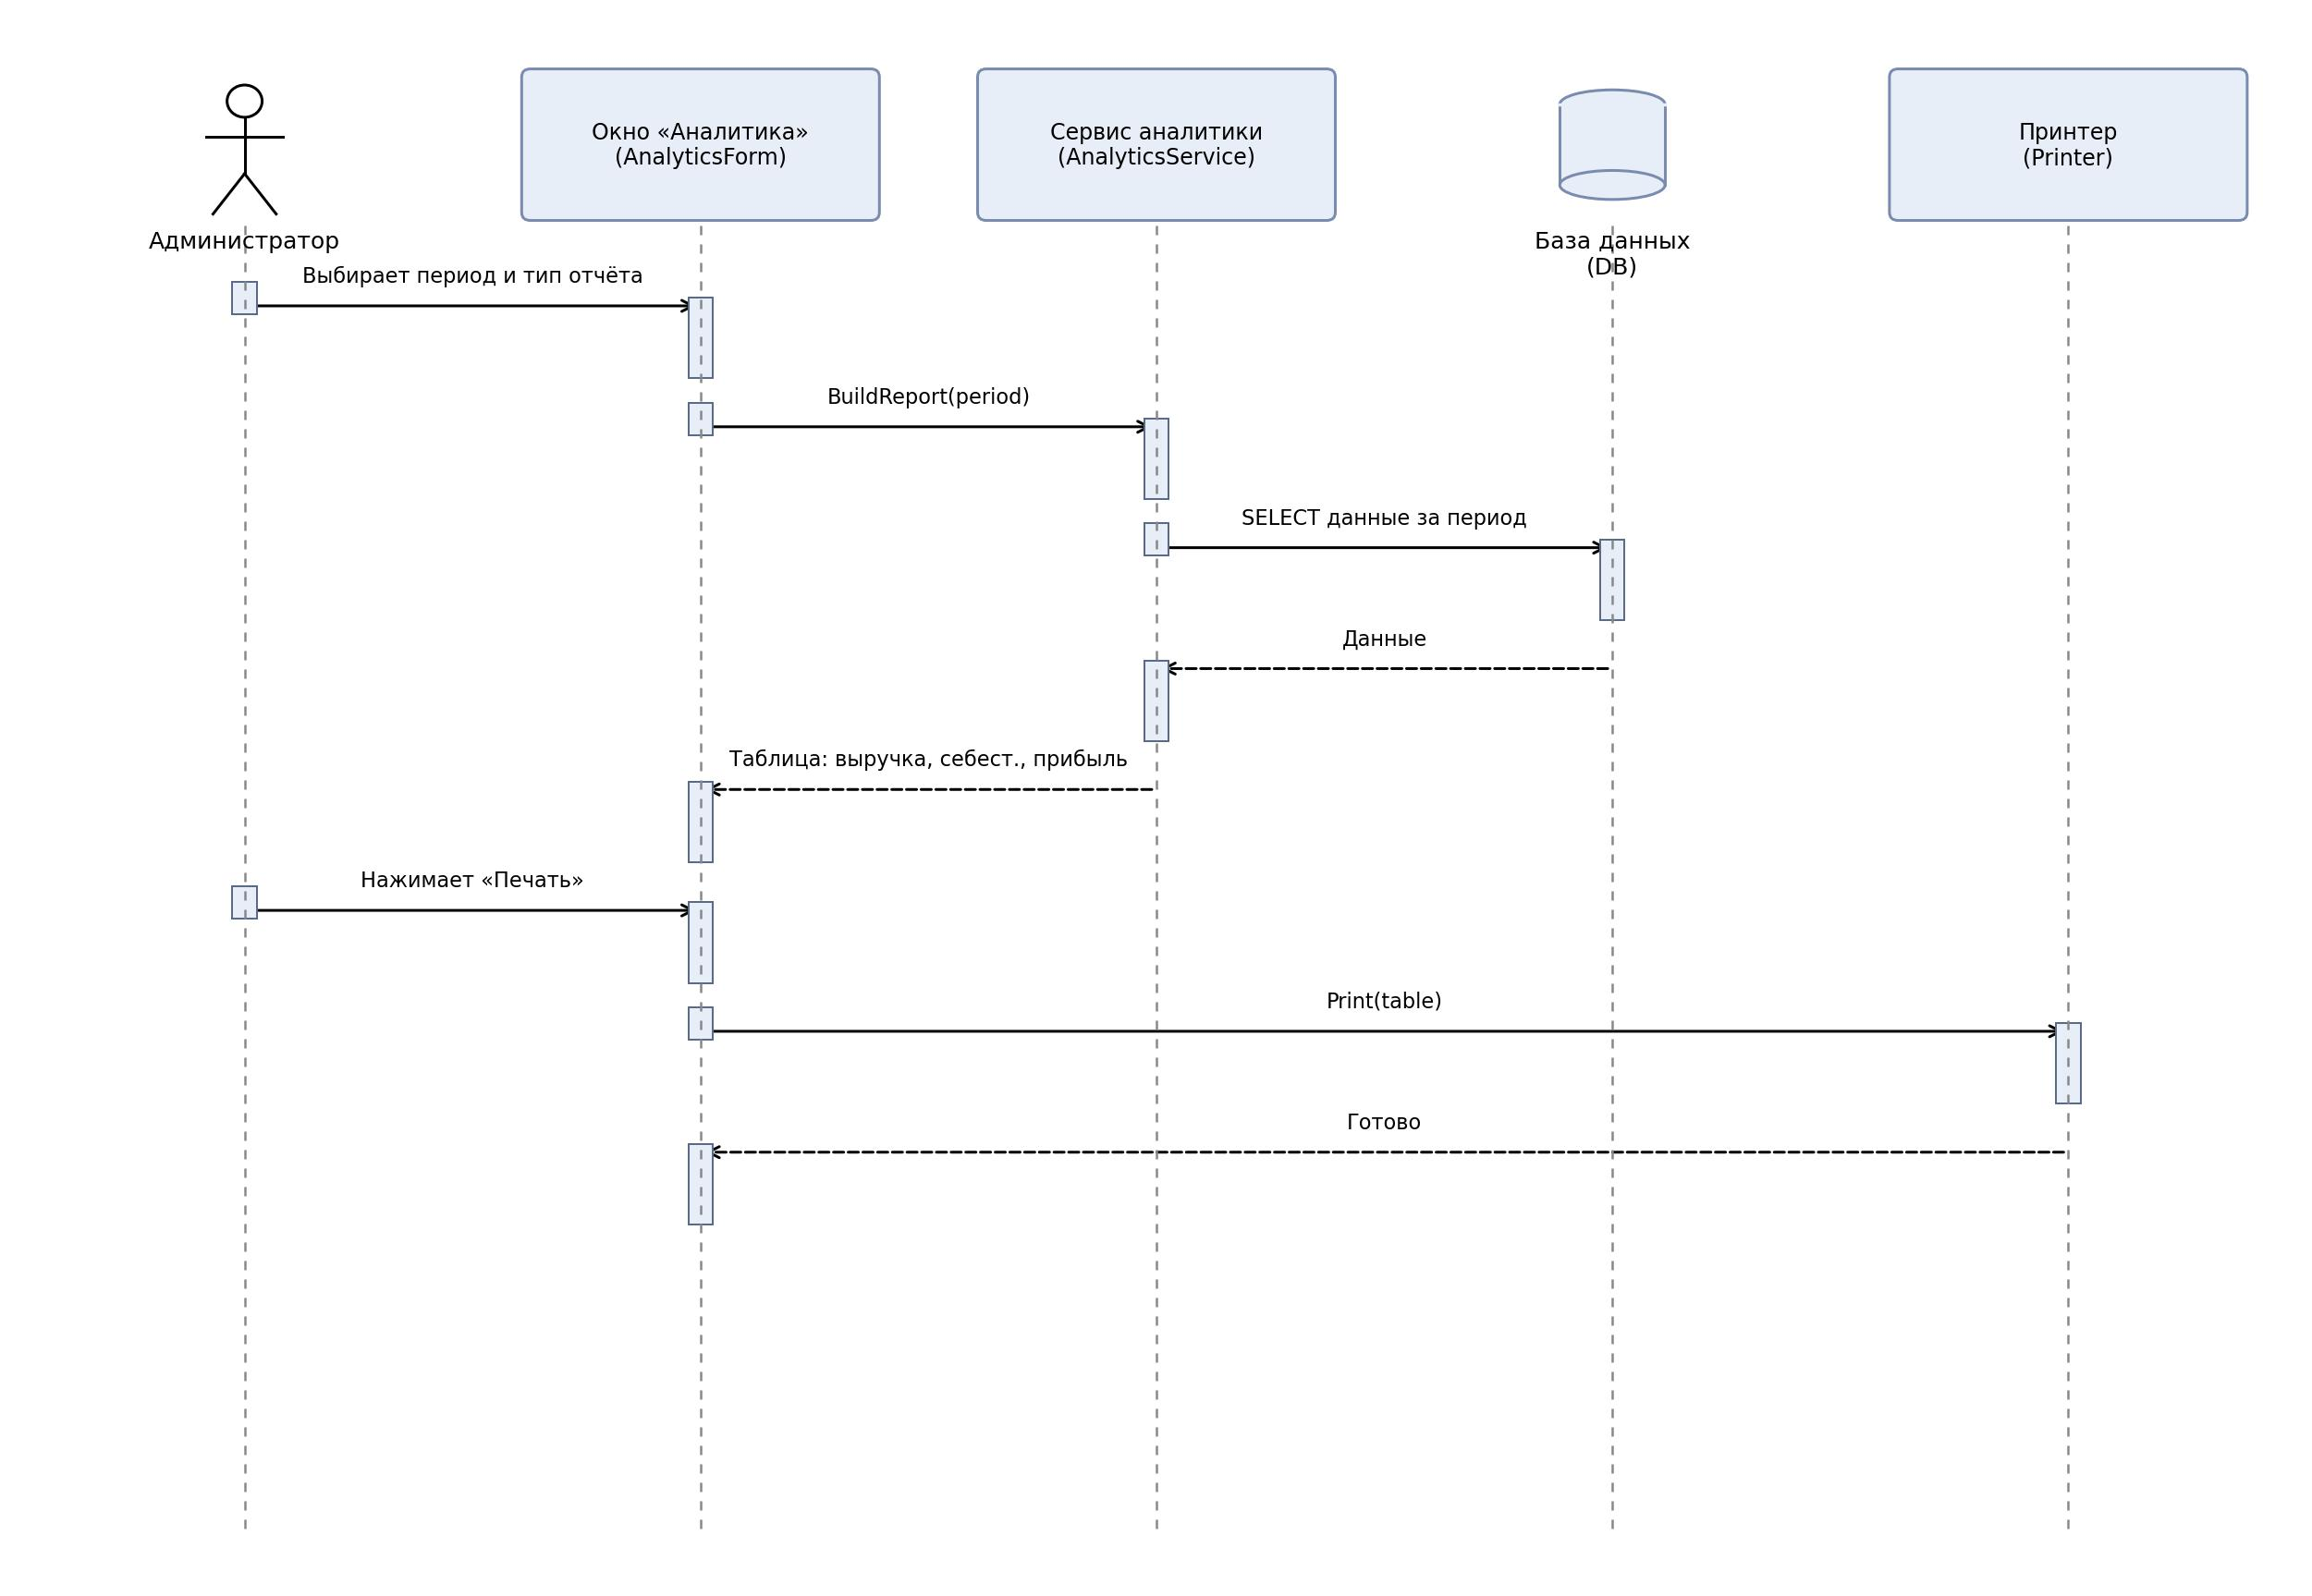 Окно «Аналитика»
(AnalyticsForm)
Сервис аналитики
(AnalyticsService)
Принтер
(Printer)
Администратор
База данных
(DB)
Выбирает период и тип отчёта
BuildReport(period)
SELECT данные за период
Данные
Таблица: выручка, себест., прибыль
Нажимает «Печать»
Print(table)
Готово